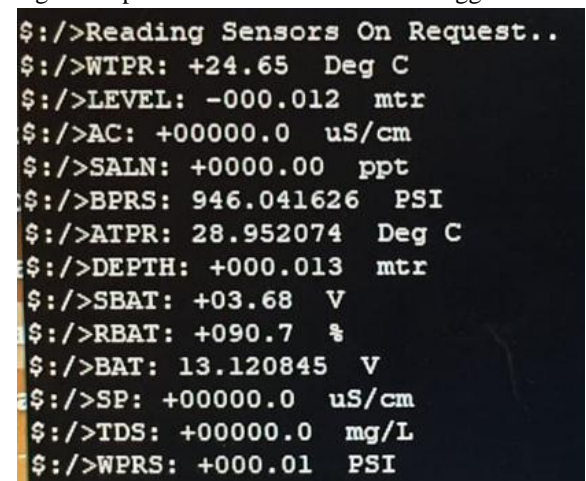 $:/>Reading Sensors On Request..
$:/>WTPR: +24.65 Deg C
$:/>LEVEL: -000.012 mtr
$:/>AC: +00000.0 uS/cm
$:/>SALN: +0000.00 ppt
$:/>BPRS: 946.041626 PSI
$:/>ATPR: 28.952074 Deg C
$:/>DEPTH: +000.013 mtr
$:/>SBAT: +03.68 V
$:/>RBAT: +090.7 %
$:/>BAT: 13.120845 V
$:/>SP: +00000.0 uS/cm
$:/>TDS: +00000.0 mg/L
$:/>WPRS: +000.01 PSI